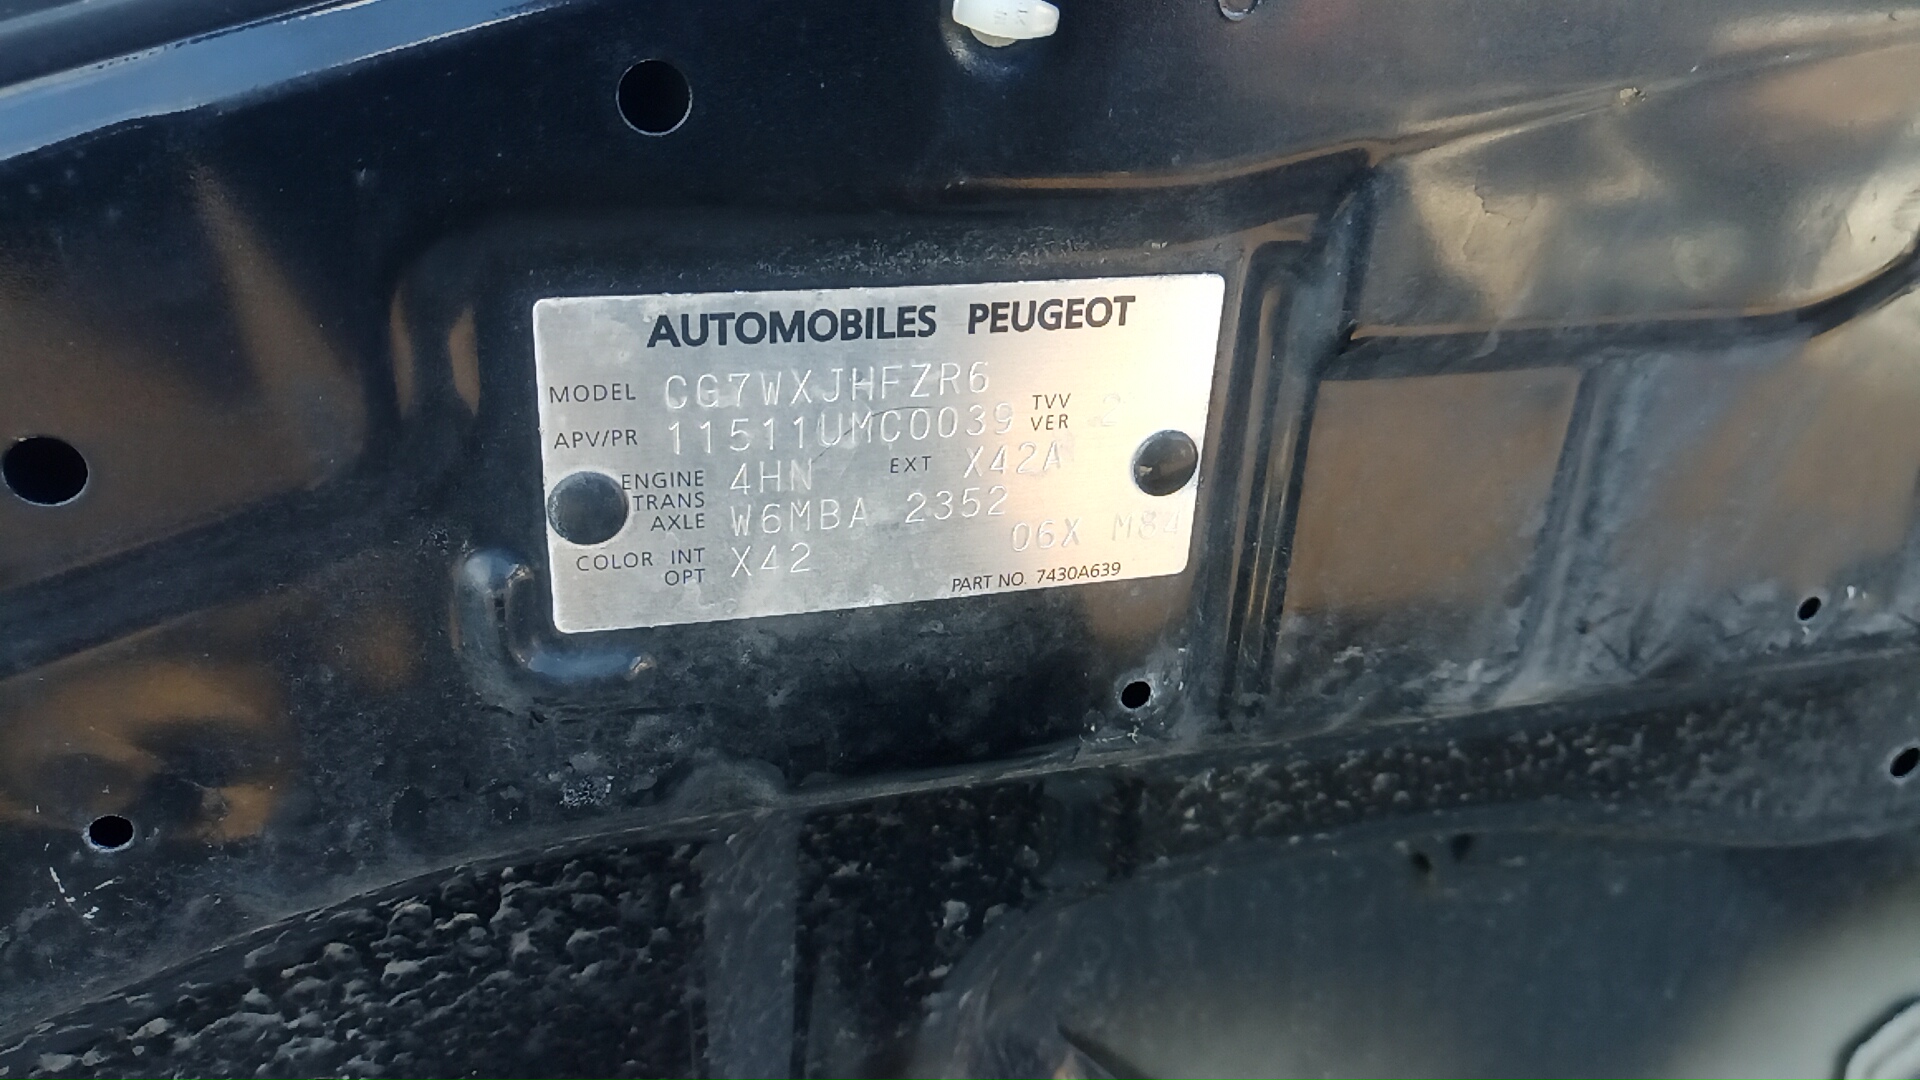 AUTOMOBILES PEUGEOT
MODEL CG7WXJHFZR6
APV/PR 11511UMC0039 TVV VER 2
ENGINE 4HN EXT X42A
TRANS AXLE W6MBA 2352
COLOR INT OPT X42 06X
PART NO. 7430A639